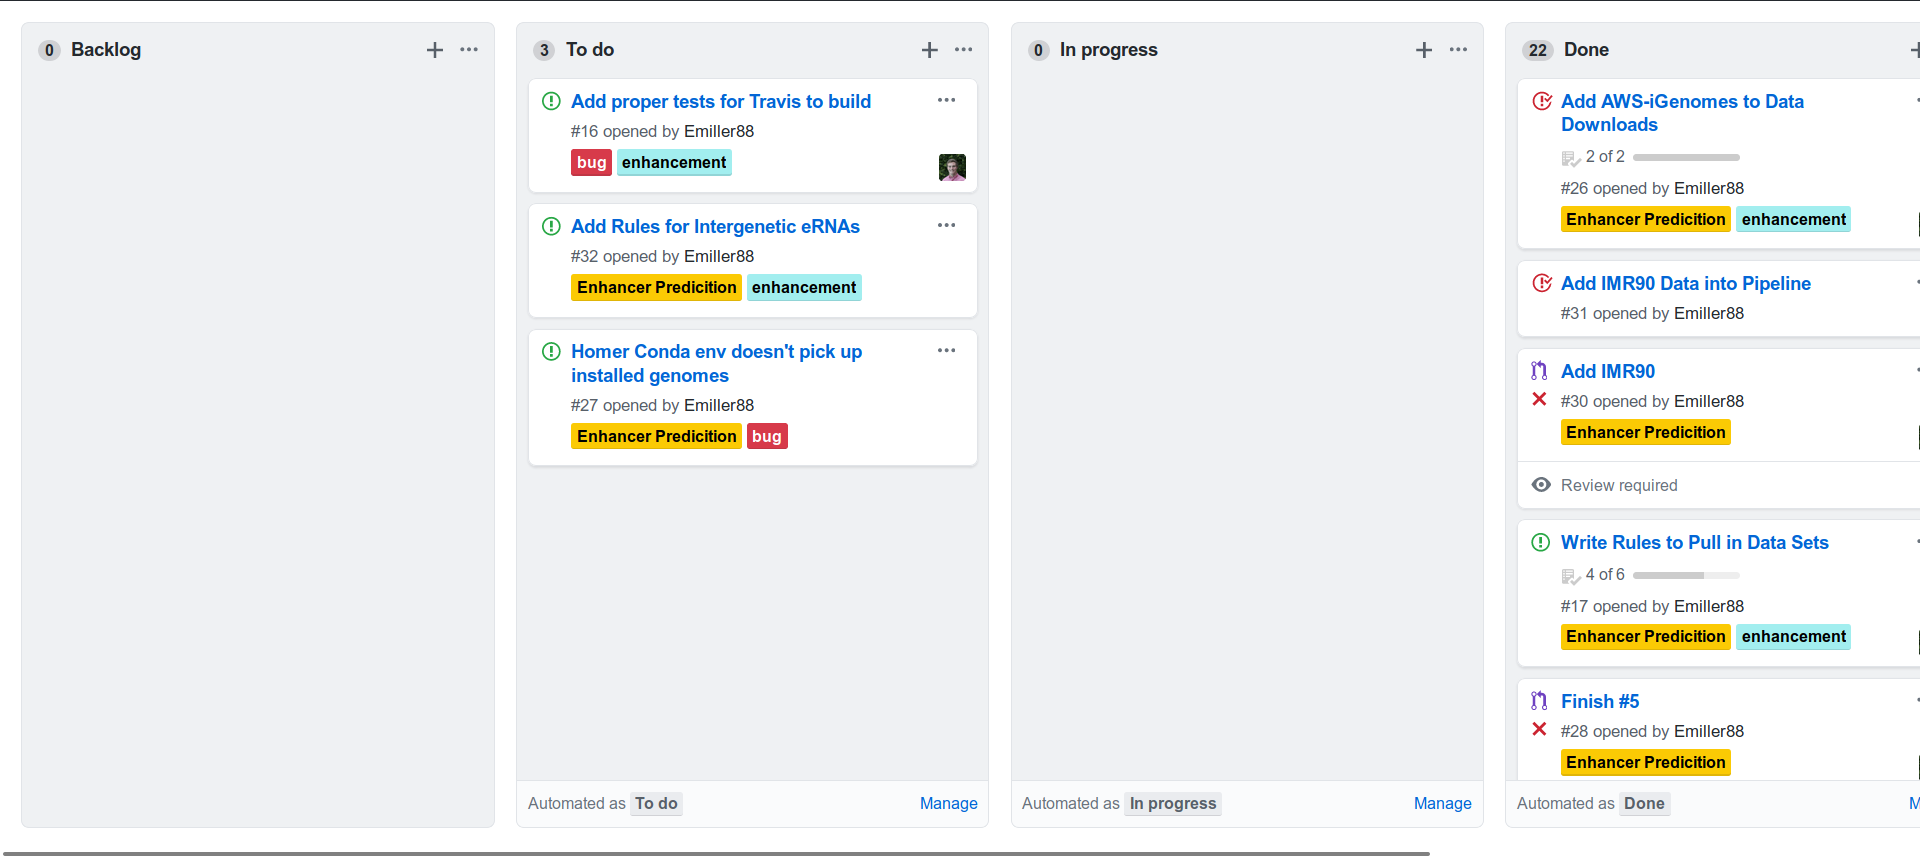 0 Backlog
3 To do
Add proper tests for Travis to build
#16 opened by Emiller88
bug enhancement
Add Rules for Intergenetic eRNAs
#32 opened by Emiller88
Enhancer Predicition enhancement
Homer Conda env doesn't pick up
installed genomes
#27 opened by Emiller88
Enhancer Predicition bug
Automated as To do Manage
0 In progress
Automated as In progress Manage
22 Done
Add AWS-iGenomes to Data
Downloads
2 of 2
#26 opened by Emiller88
Enhancer Predicition enhancement
Add IMR90 Data into Pipeline
#31 opened by Emiller88
Add IMR90
#30 opened by Emiller88
Enhancer Predicition
Review required
Write Rules to Pull in Data Sets
4 of 6
#17 opened by Emiller88
Enhancer Predicition enhancement
Finish #5
#28 opened by Emiller88
Enhancer Predicition
Automated as Done